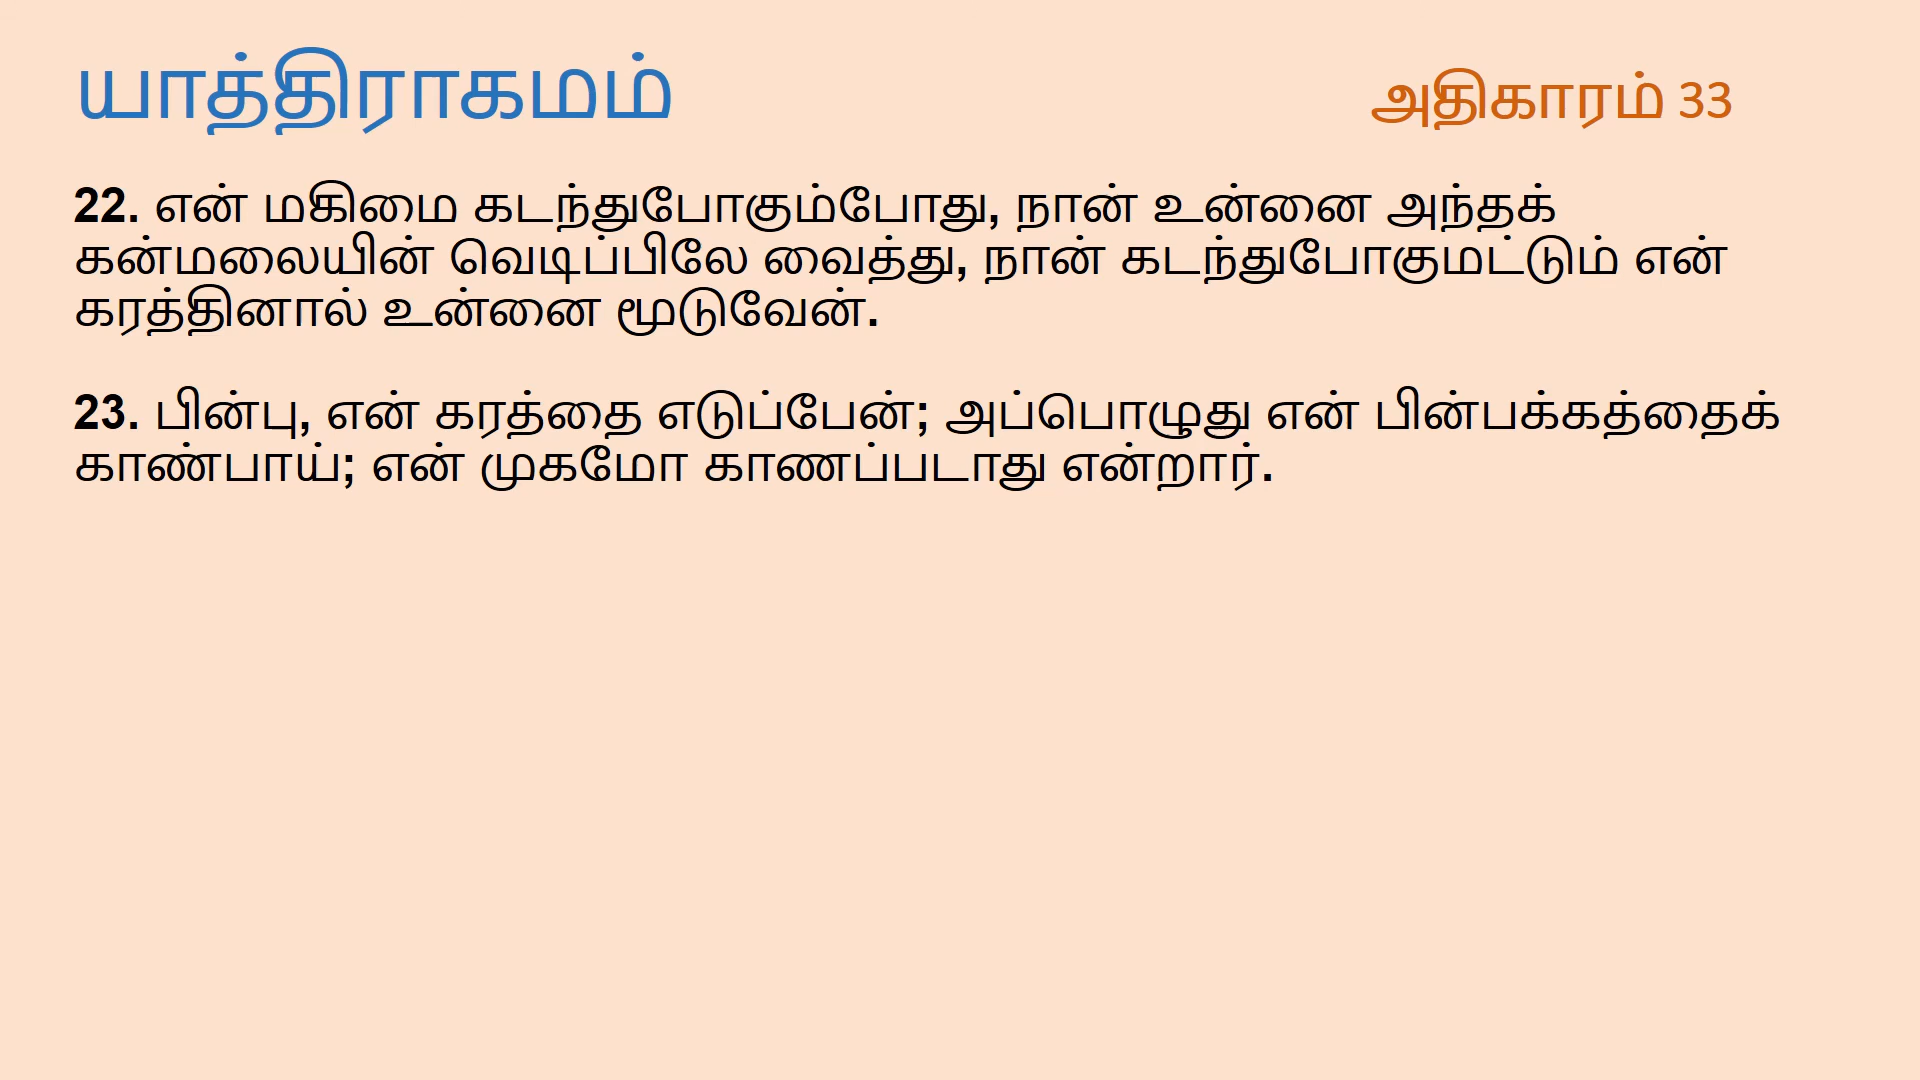 யாத்திராகமம்
அதிகாரம் 33
22. என் மகிமை கடந்துபோகும்போது, நான் உன்னை அந்தக்
கன்மலையின் வெடிப்பிலே வைத்து, நான் கடந்துபோகுமட்டும் என்
கரத்தினால் உன்னை மூடுவேன்.
23. பின்பு, என் கரத்தை எடுப்பேன்; அப்பொழுது என் பின்பக்கத்தைக்
காண்பாய்; என் முகமோ காணப்படாது என்றார்.